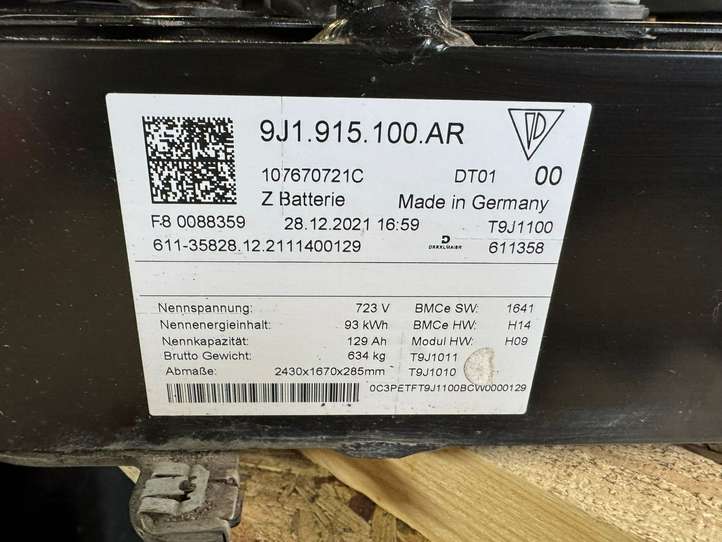 9J1.915.100.AR
107670721C DT01 00
Z Batterie Made in Germany
F8 0088359 28.12.2021 16:59 T9J1100
611-35828.12.2111400129 DRÄXLMAIER 611358
Nennspannung: 723 V BMCe SW: 1641
Nennenergieinhalt: 93 kWh BMCe HW: H14
Nennkapazität: 129 Ah Modul HW: H09
Brutto Gewicht: 634 kg T9J1011
Abmaße: 2430x1670x285mm T9J1010
0C3PETFT9J1100BCW0000129